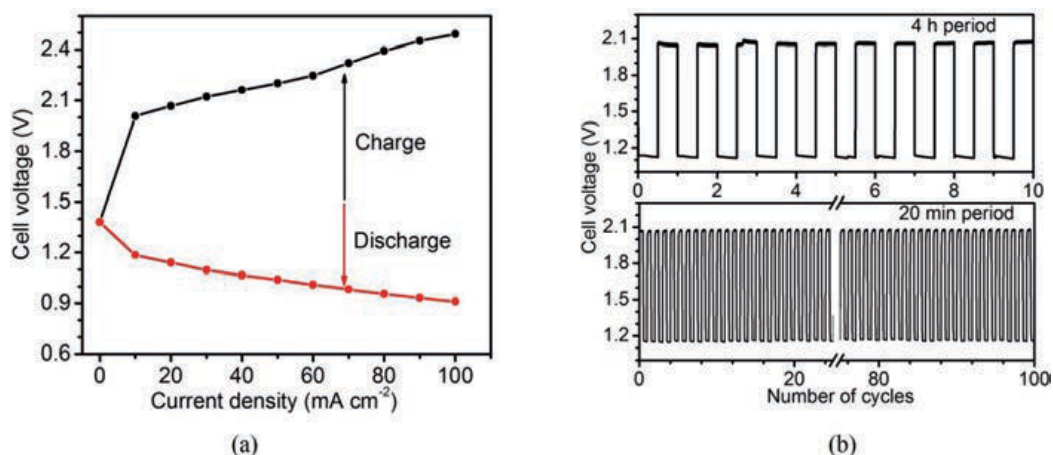 2.4
2.1
1.8
1.5
1.2
0.9
0.6
Cell voltage (V)
Charge
Discharge
0 20 40 60 80 100
Current density (mA cm⁻²)
(a)
4 h period
2.1
1.8
1.5
1.2
0 2 4 6 8 10
Cell voltage (V)
20 min period
2.1
1.8
1.5
1.2
0 20 80 100
Number of cycles
(b)